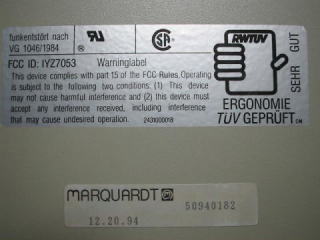 funkentstört nach
VG 1046/1984
FCC ID: IYZ7053 Warninglabel
This device complies with part 15 of the FCC Rules, Operating
is subject to the following two conditions: (1) This device
may not cause harmful interference and (2) this device must
accept any interference received, including interference
that may cause undesired operation. 2431000018
RWTÜV
SEHR GUT
ERGONOMIE
TÜV GEPRÜFT
MARQUARDT
50940182
12.20.94